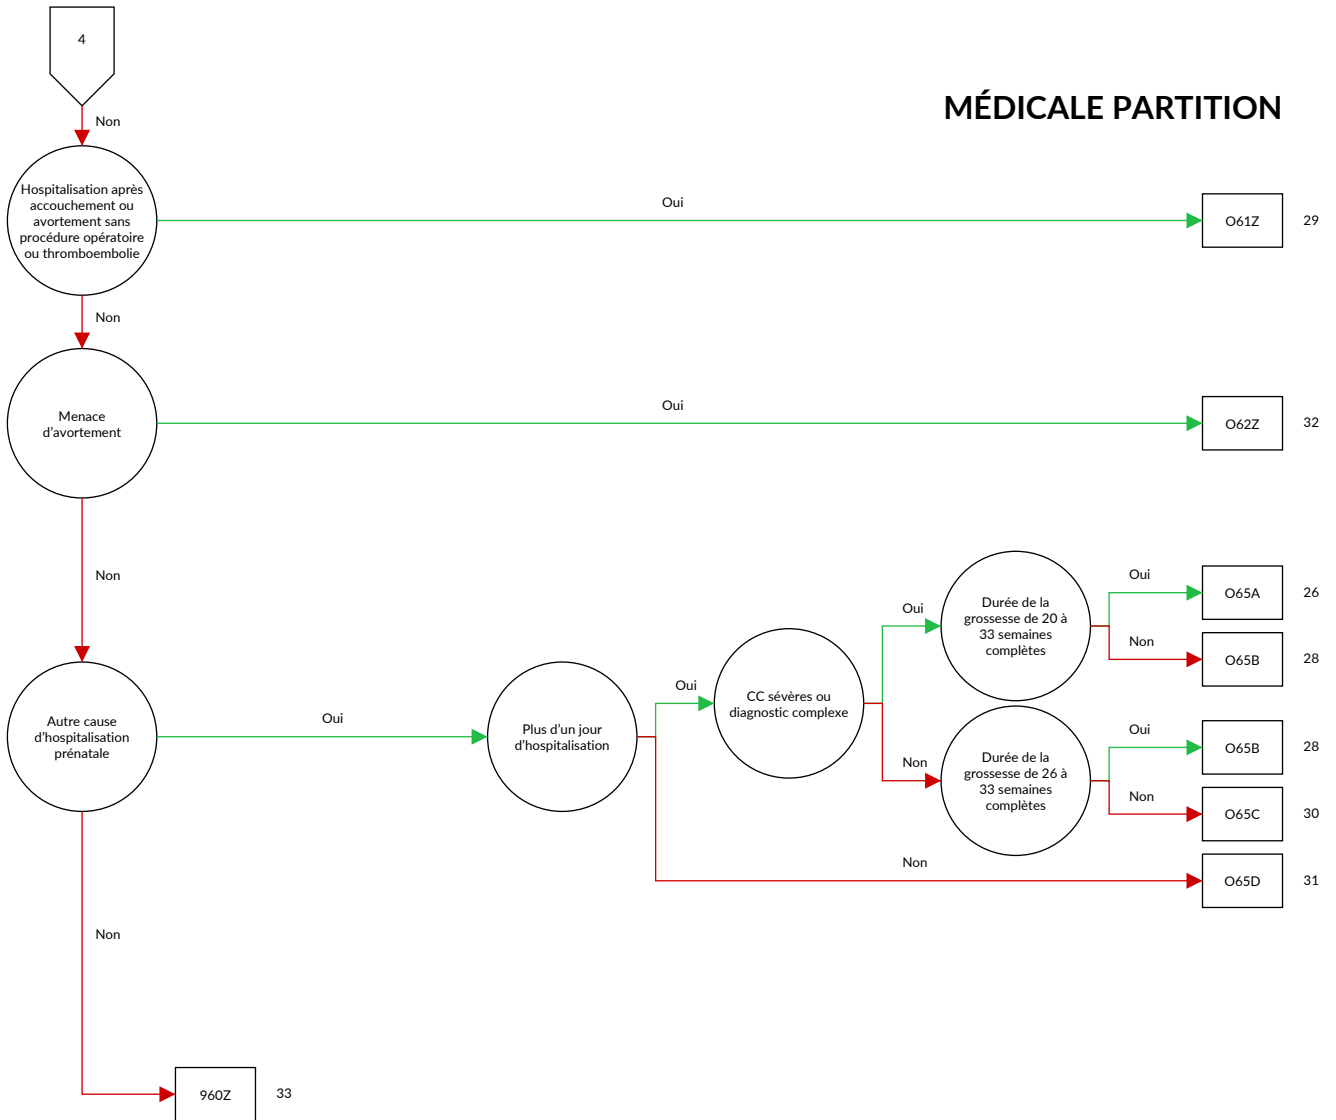 4
MÉDICALE PARTITION
Non
Hospitalisation après
accouchement ou
avortement sans
procédure opératoire
ou thromboembolie
Oui
O61Z
29
Non
Menace
d'avortement
Oui
O62Z
32
Non
Autre cause
d'hospitalisation
prénatale
Oui
Plus d'un jour
d'hospitalisation
Oui
CC sévères ou
diagnostic complexe
Oui
Durée de la
grossesse de 20 à
33 semaines
complètes
Oui
O65A
26
Non
O65B
28
Non
Durée de la
grossesse de 26 à
33 semaines
complètes
Oui
O65B
28
Non
O65C
30
Non
O65D
31
Non
960Z
33